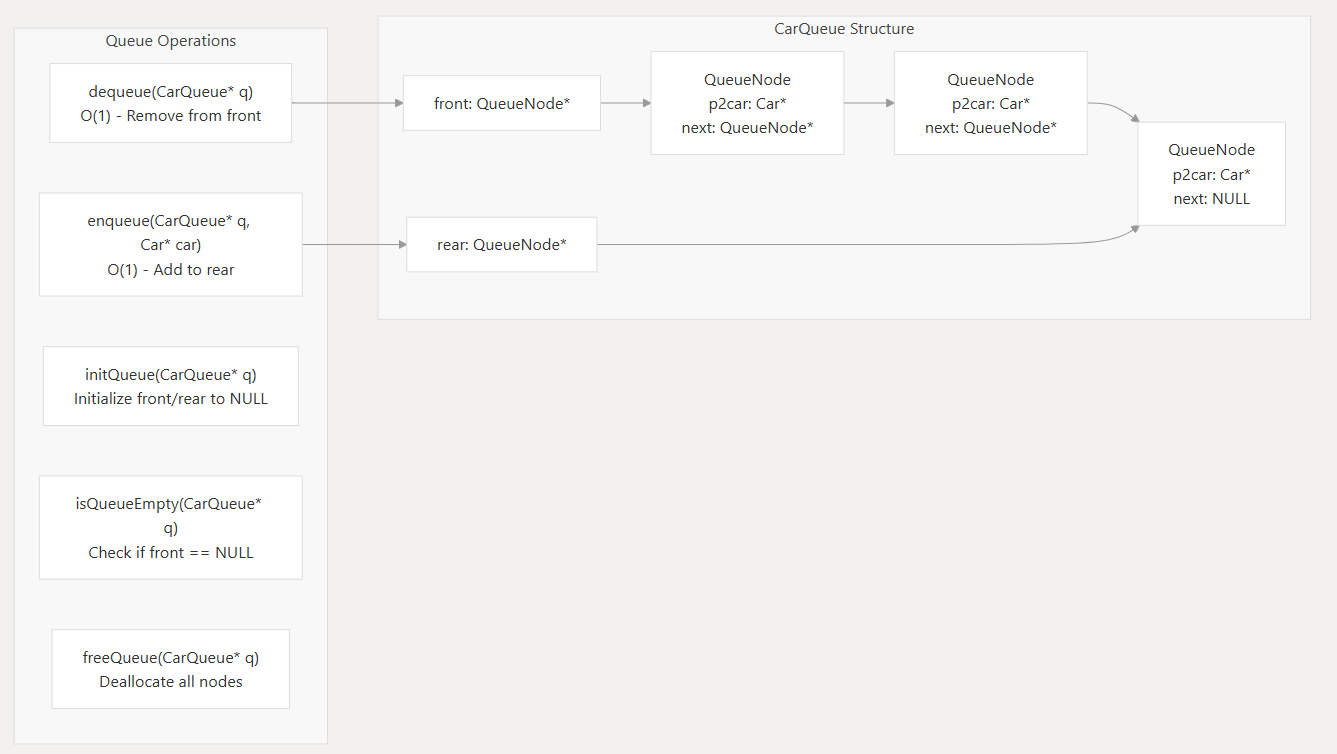 Queue Operations
dequeue(CarQueue* q)
O(1) - Remove from front
enqueue(CarQueue* q,
Car* car)
O(1) - Add to rear
initQueue(CarQueue* q)
Initialize front/rear to NULL
isQueueEmpty(CarQueue*
q)
Check if front == NULL
freeQueue(CarQueue* q)
Deallocate all nodes
CarQueue Structure
front: QueueNode*
QueueNode
p2car: Car*
next: QueueNode*
QueueNode
p2car: Car*
next: QueueNode*
QueueNode
p2car: Car*
next: NULL
rear: QueueNode*